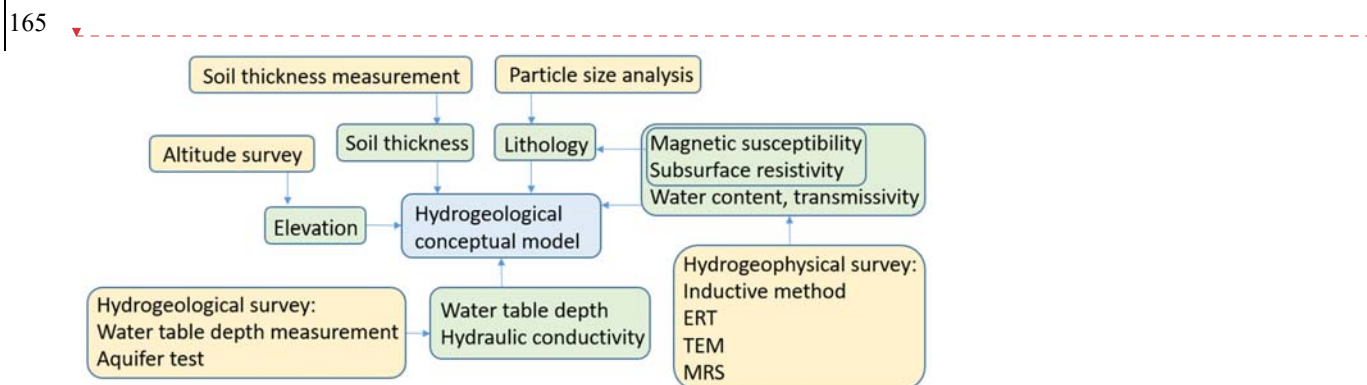 165
Soil thickness measurement
Particle size analysis
Altitude survey
Soil thickness
Lithology
Magnetic susceptibility
Subsurface resistivity
Water content, transmissivity
Elevation
Hydrogeological
conceptual model
Hydrogeological survey:
Water table depth measurement
Aquifer test
Water table depth
Hydraulic conductivity
Hydrogeophysical survey:
Inductive method
ERT
TEM
MRS